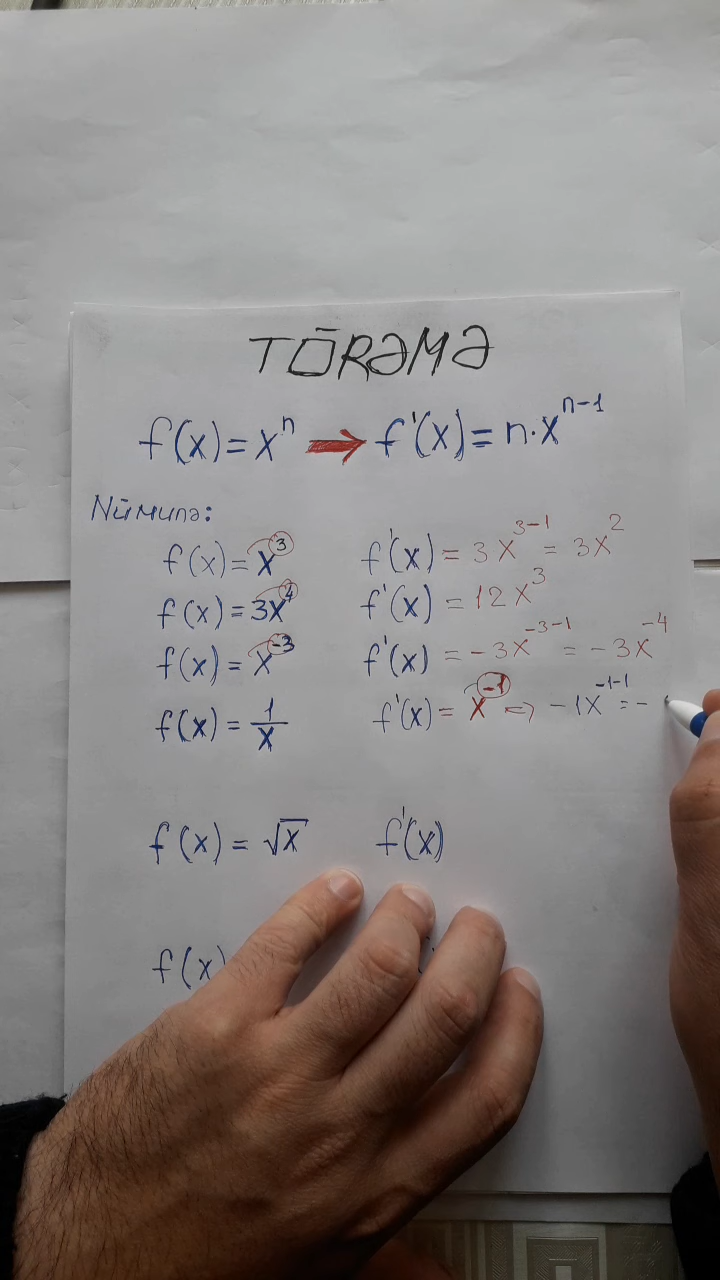 TÖRƏMƏ
f(x) = xⁿ → f'(x) = n·xⁿ⁻¹
Nümunə:
f(x) = x³ f'(x) = 3x³⁻¹ = 3x²
f(x) = 3x⁴ f'(x) = 12x³
f(x) = x⁻³ f'(x) = -3x⁻³⁻¹ = -3x⁻⁴
f(x) = 1/x f'(x) = x⁻¹ => -1x⁻¹⁻¹ = -
f(x) = √x f'(x)
f(x)